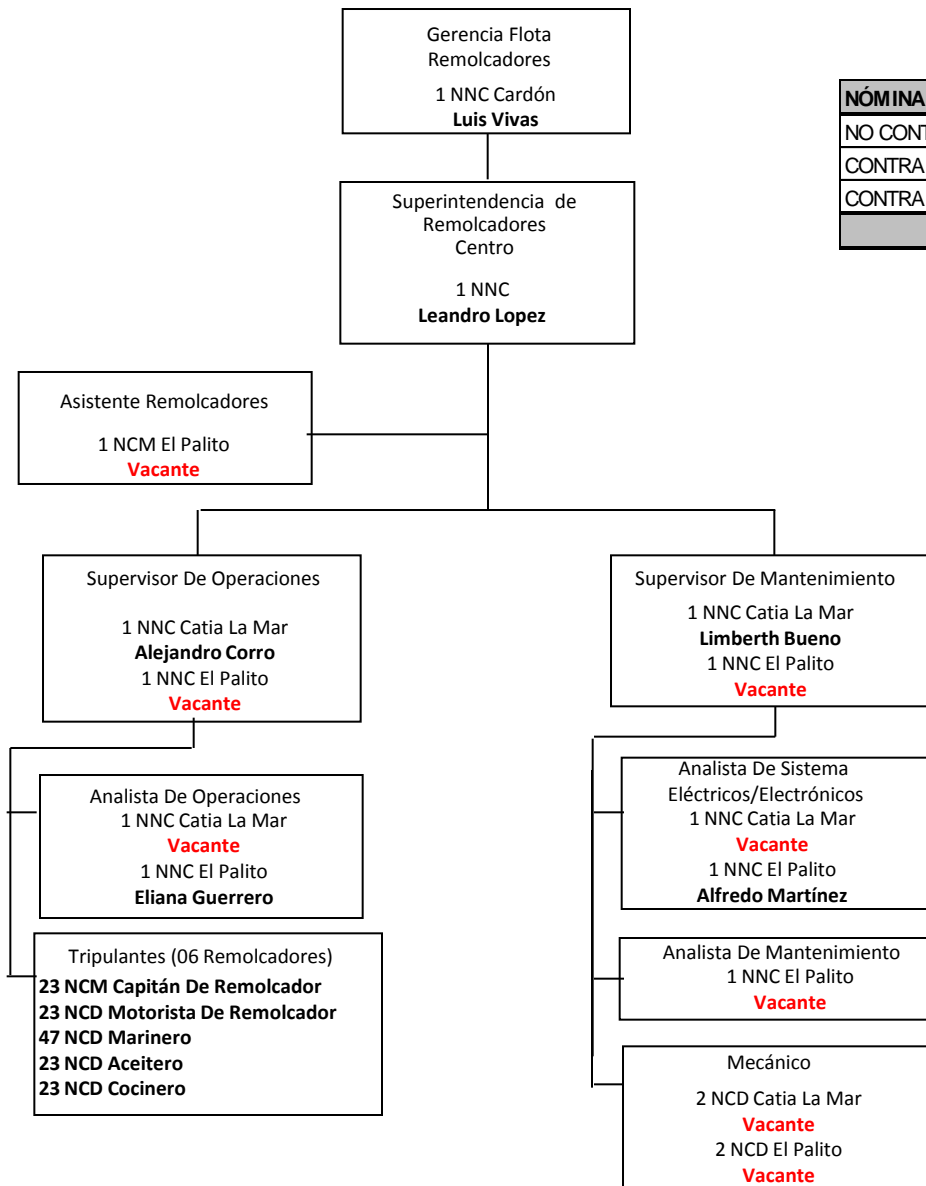 Gerencia Flota
Remolcadores
1 NNC Cardón
Luis Vivas
NÓMINA
NO CONT
CONTRA
CONTRA
Superintendencia de
Remolcadores
Centro
1 NNC
Leandro Lopez
Asistente Remolcadores
1 NCM El Palito
Vacante
Supervisor De Operaciones
1 NNC Catia La Mar
Alejandro Corro
1 NNC El Palito
Vacante
Supervisor De Mantenimiento
1 NNC Catia La Mar
Limberth Bueno
1 NNC El Palito
Vacante
Analista De Operaciones
1 NNC Catia La Mar
Vacante
1 NNC El Palito
Eliana Guerrero
Analista De Sistema
Eléctricos/Electrónicos
1 NNC Catia La Mar
Vacante
1 NNC El Palito
Alfredo Martínez
Tripulantes (06 Remolcadores)
23 NCM Capitán De Remolcador
23 NCD Motorista De Remolcador
47 NCD Marinero
23 NCD Aceitero
23 NCD Cocinero
Analista De Mantenimiento
1 NNC El Palito
Vacante
Mecánico
2 NCD Catia La Mar
Vacante
2 NCD El Palito
Vacante